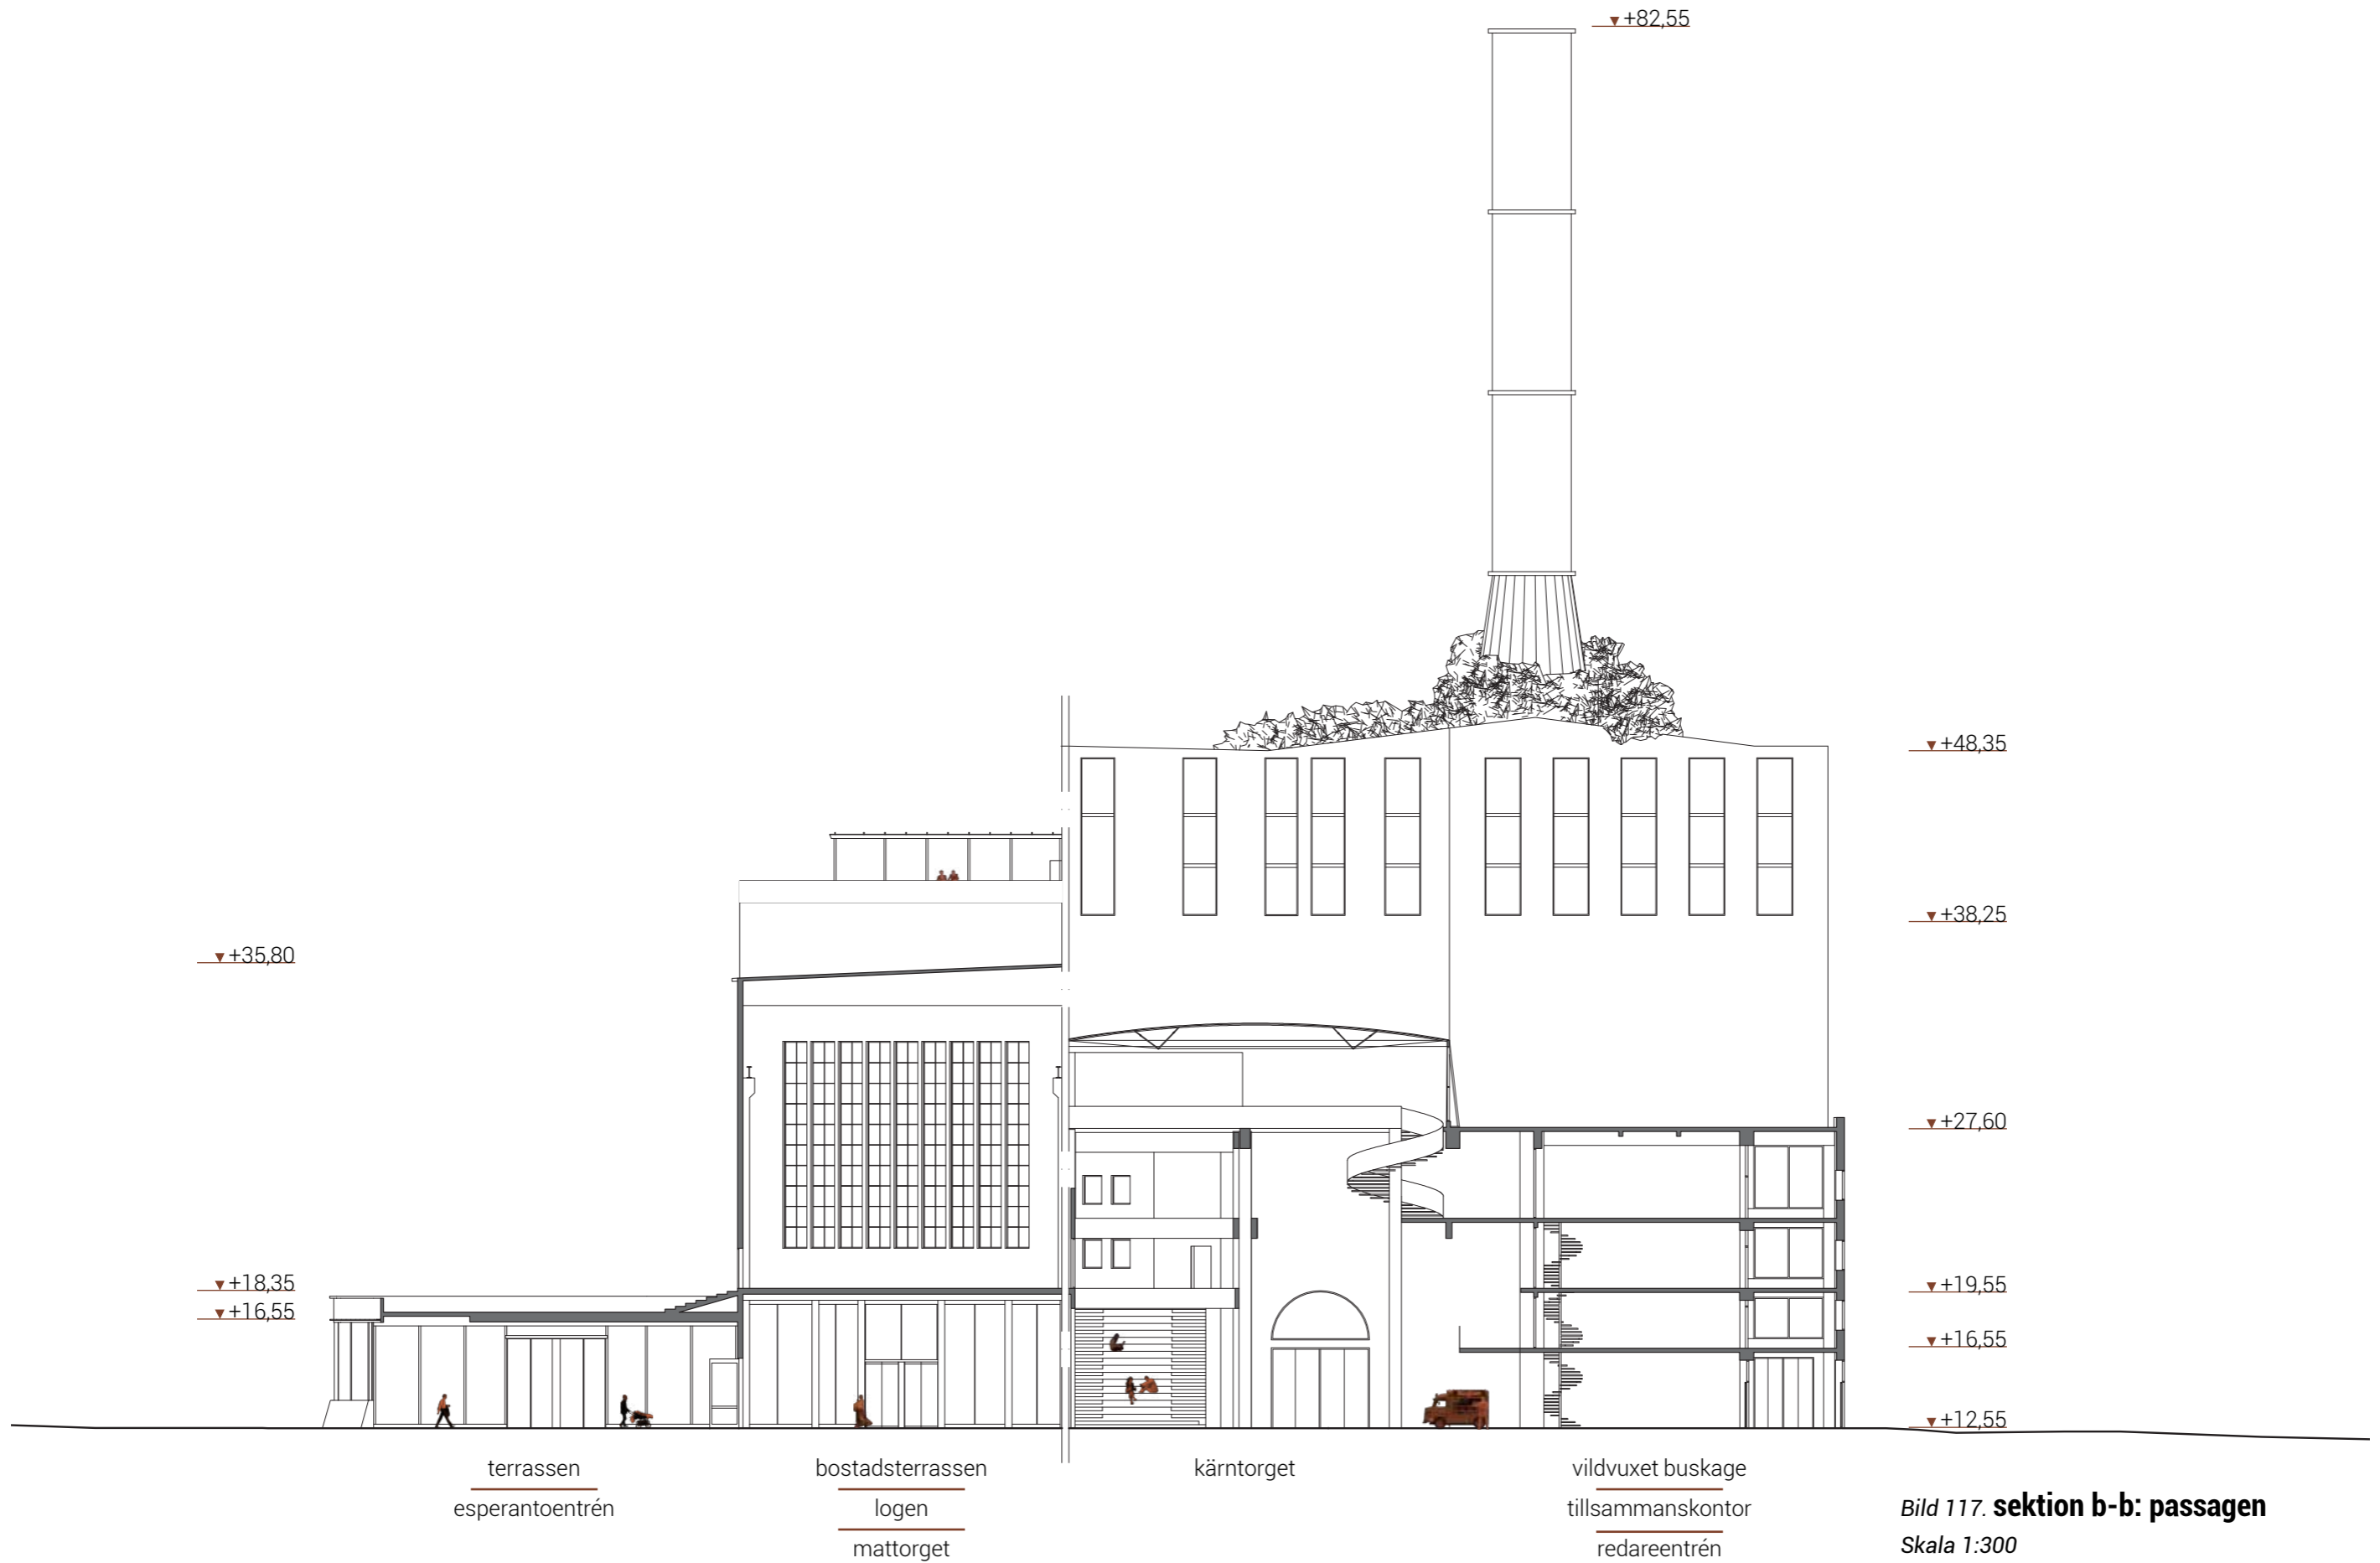 ▼+82,55
▼+48,35
▼+38,25
▼+35,80
▼+27,60
▼+18,35
▼+16,55
▼+19,55
▼+16,55
▼+12,55
terrassen
esperantoentrén
bostadsterrassen
logen
mattorget
kärntorget
vildvuxet buskage
tillsammanskontor
redareentrén
Bild 117. sektion b-b: passagen
Skala 1:300